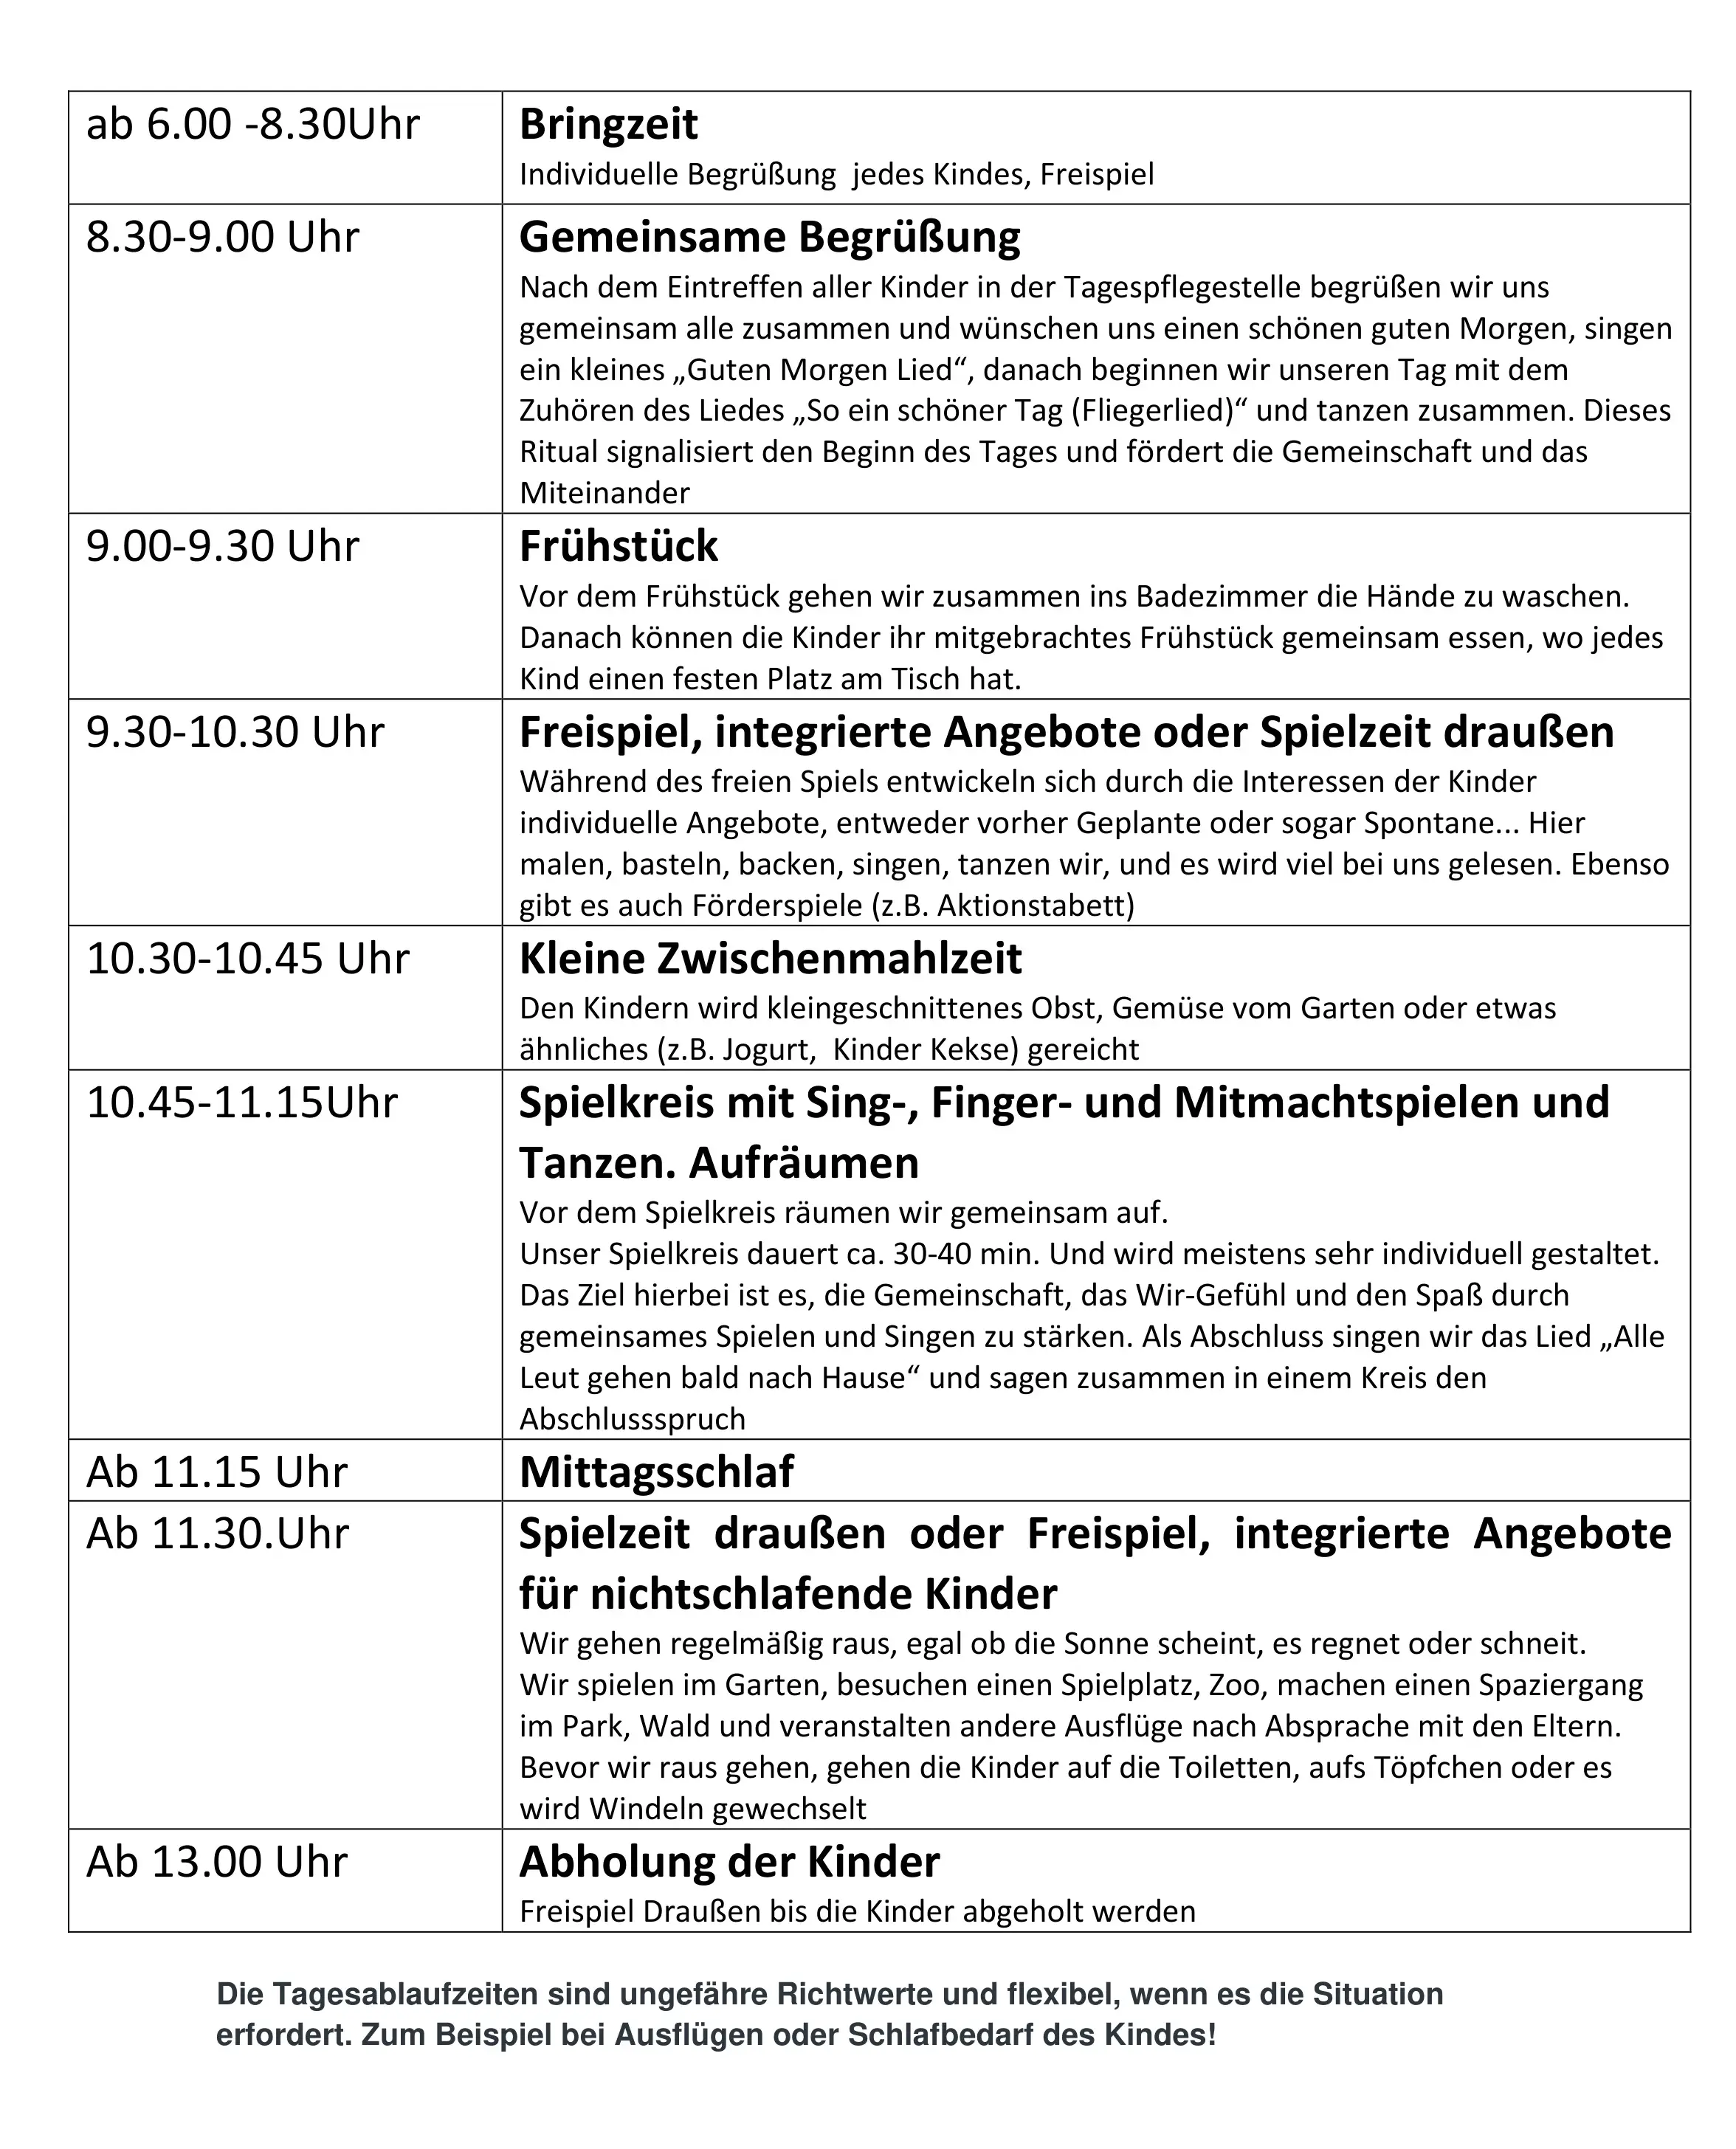 ab 6.00 -8.30Uhr
Bringzeit
Individuelle Begrüßung  jedes Kindes, Freispiel
8.30-9.00 Uhr
Gemeinsame Begrüßung
Nach dem Eintreffen aller Kinder in der Tagespflegestelle begrüßen wir uns
gemeinsam alle zusammen und wünschen uns einen schönen guten Morgen, singen
ein kleines „Guten Morgen Lied“, danach beginnen wir unseren Tag mit dem
Zuhören des Liedes „So ein schöner Tag (Fliegerlied)“ und tanzen zusammen. Dieses
Ritual signalisiert den Beginn des Tages und fördert die Gemeinschaft und das
Miteinander
9.00-9.30 Uhr
Frühstück
Vor dem Frühstück gehen wir zusammen ins Badezimmer die Hände zu waschen.
Danach können die Kinder ihr mitgebrachtes Frühstück gemeinsam essen, wo jedes
Kind einen festen Platz am Tisch hat.
9.30-10.30 Uhr
Freispiel, integrierte Angebote oder Spielzeit draußen
Während des freien Spiels entwickeln sich durch die Interessen der Kinder
individuelle Angebote, entweder vorher Geplante oder sogar Spontane... Hier
malen, basteln, backen, singen, tanzen wir, und es wird viel bei uns gelesen. Ebenso
gibt es auch Förderspiele (z.B. Aktionstabett)
10.30-10.45 Uhr
Kleine Zwischenmahlzeit
Den Kindern wird kleingeschnittenes Obst, Gemüse vom Garten oder etwas
ähnliches (z.B. Jogurt,  Kinder Kekse) gereicht
10.45-11.15Uhr
Spielkreis mit Sing-, Finger- und Mitmachtspielen und
Tanzen. Aufräumen
Vor dem Spielkreis räumen wir gemeinsam auf.
Unser Spielkreis dauert ca. 30-40 min. Und wird meistens sehr individuell gestaltet.
Das Ziel hierbei ist es, die Gemeinschaft, das Wir-Gefühl und den Spaß durch
gemeinsames Spielen und Singen zu stärken. Als Abschluss singen wir das Lied „Alle
Leut gehen bald nach Hause“ und sagen zusammen in einem Kreis den
Abschlussspruch
Ab 11.15 Uhr
Mittagsschlaf
Ab 11.30.Uhr
Spielzeit draußen oder Freispiel, integrierte Angebote
für nichtschlafende Kinder
Wir gehen regelmäßig raus, egal ob die Sonne scheint, es regnet oder schneit.
Wir spielen im Garten, besuchen einen Spielplatz, Zoo, machen einen Spaziergang
im Park, Wald und veranstalten andere Ausflüge nach Absprache mit den Eltern.
Bevor wir raus gehen, gehen die Kinder auf die Toiletten, aufs Töpfchen oder es
wird Windeln gewechselt
Ab 13.00 Uhr
Abholung der Kinder
Freispiel Draußen bis die Kinder abgeholt werden
Die Tagesablaufzeiten sind ungefähre Richtwerte und flexibel, wenn es die Situation
erfordert. Zum Beispiel bei Ausflügen oder Schlafbedarf des Kindes!